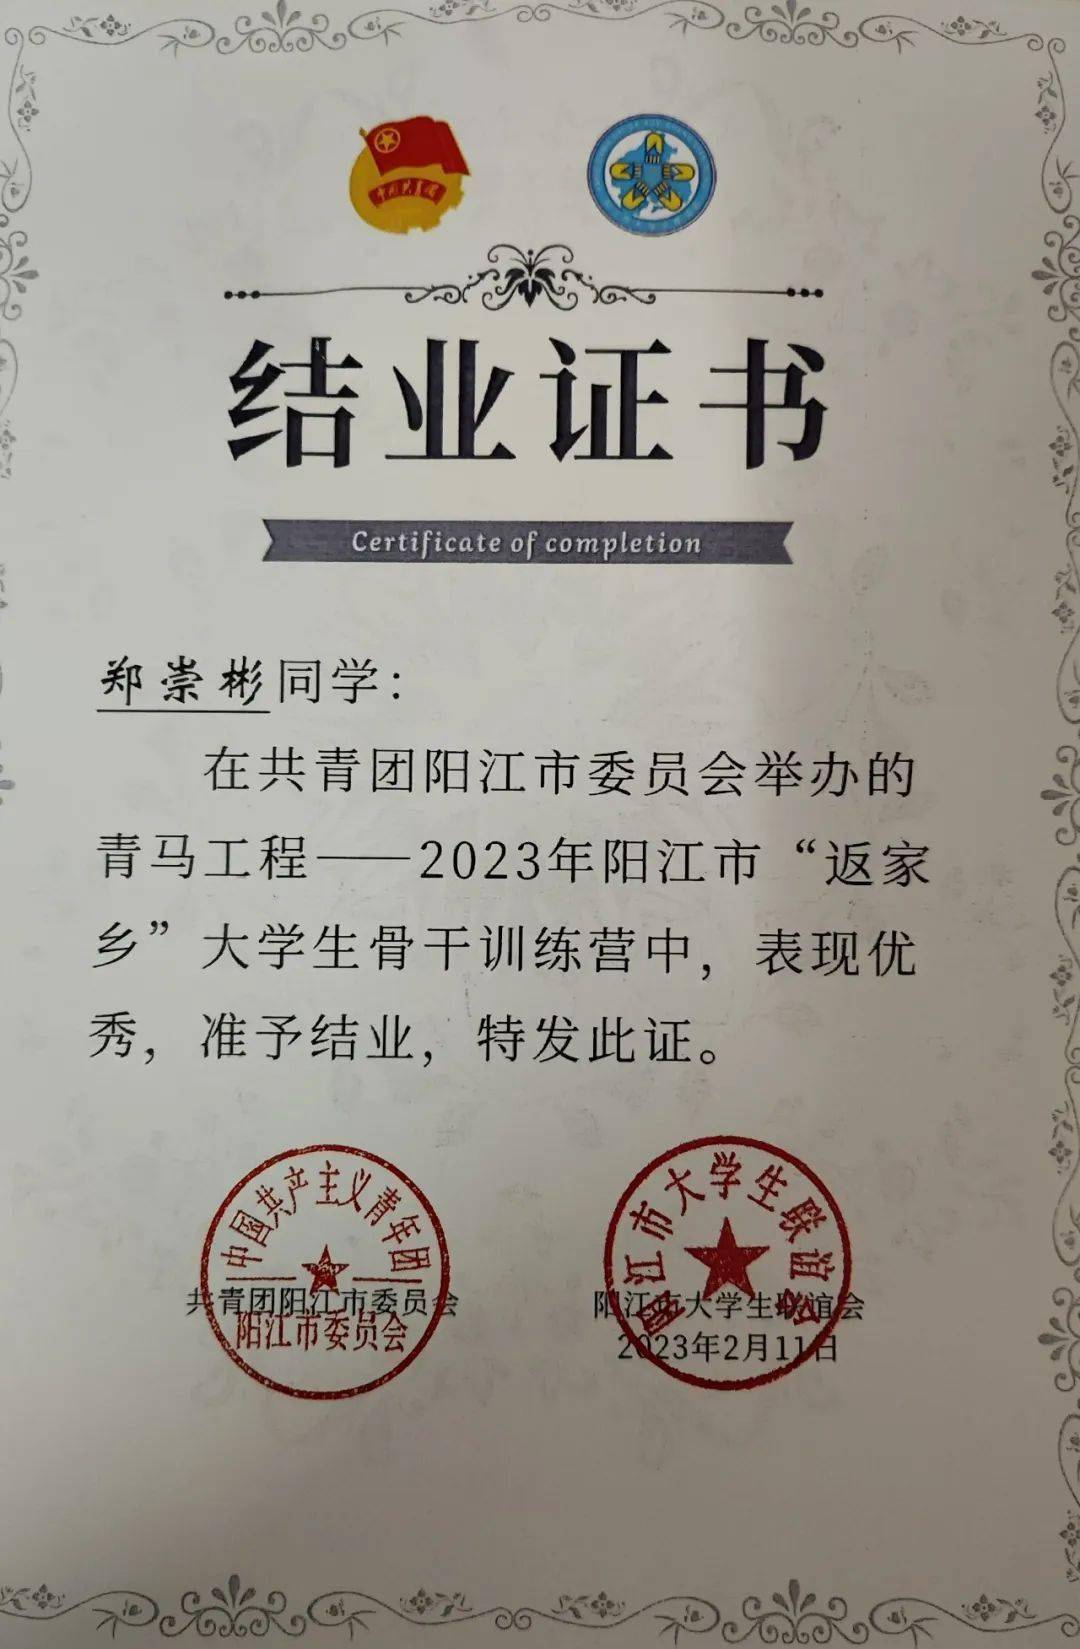 结业证书
Certificate of completion
郑崇彬同学：
在共青团阳江市委员会举办的
青马工程——2023年阳江市“返家
乡”大学生骨干训练营中，表现优
秀，准予结业，特发此证。
中國共产主义青年团
共青团阳江市委员会
阳江市委员会
阳江市大学生联谊会
阳江市大学生联谊会
2023年2月11日